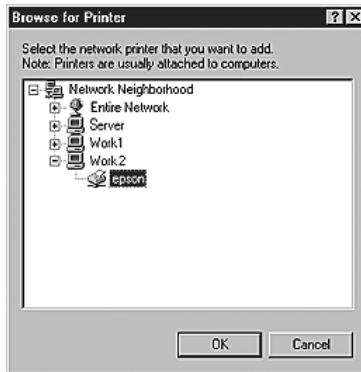 Browse for Printer
Select the network printer that you want to add.
Note: Printers are usually attached to computers.
Network Neighborhood
Entire Network
Server
Work1
Work2
epson
OK
Cancel